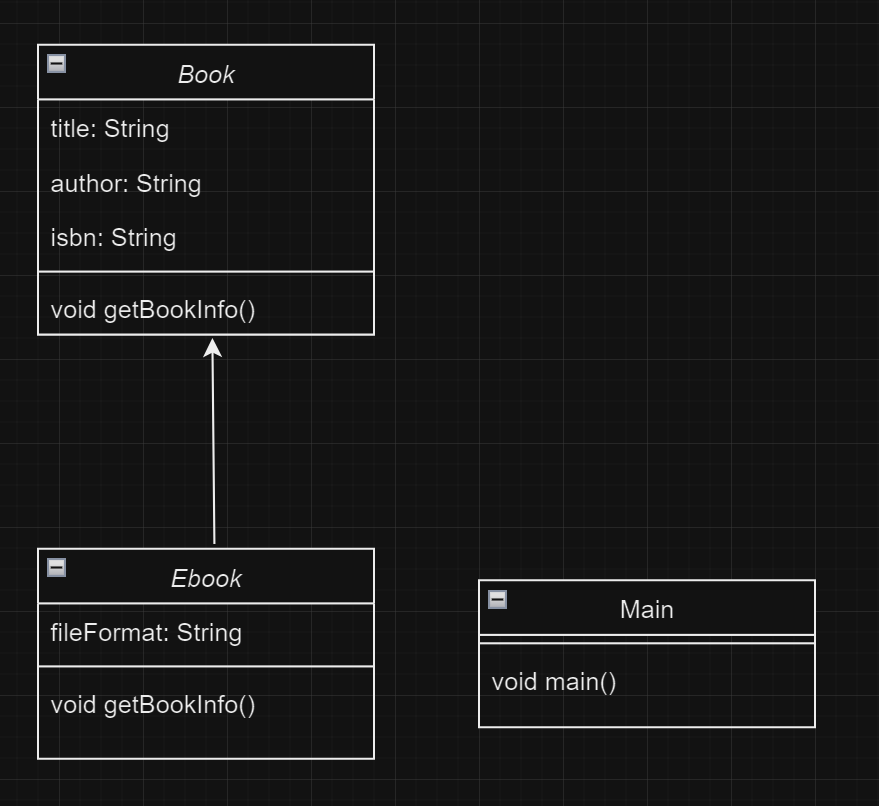 Book
title: String
author: String
isbn: String
void getBookInfo()
Ebook
fileFormat: String
void getBookInfo()
Main
void main()